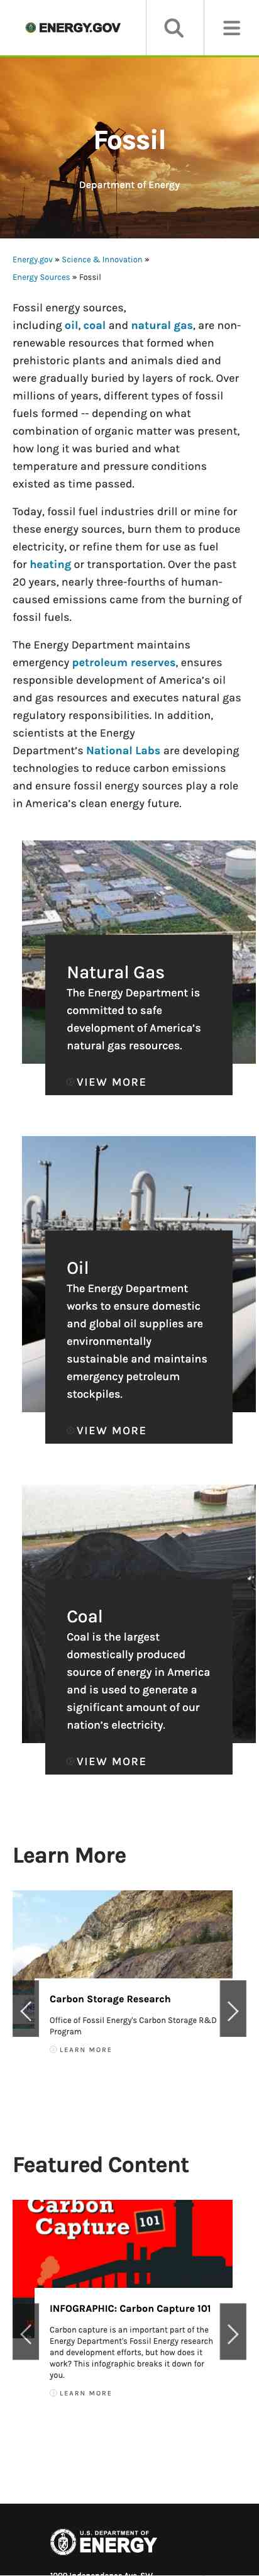 ENERGY.GOV
Fossil
Department of Energy
Energy.gov » Science & Innovation »
Energy Sources » Fossil
Fossil energy sources,
including oil, coal and natural gas, are non-
renewable resources that formed when
prehistoric plants and animals died and
were gradually buried by layers of rock. Over
millions of years, different types of fossil
fuels formed -- depending on what
combination of organic matter was present,
how long it was buried and what
temperature and pressure conditions
existed as time passed.
Today, fossil fuel industries drill or mine for
these energy sources, burn them to produce
electricity, or refine them for use as fuel
for heating or transportation. Over the past
20 years, nearly three-fourths of human-
caused emissions came from the burning of
fossil fuels.
The Energy Department maintains
emergency petroleum reserves, ensures
responsible development of America's oil
and gas resources and executes natural gas
regulatory responsibilities. In addition,
scientists at the Energy
Department's National Labs are developing
technologies to reduce carbon emissions
and ensure fossil energy sources play a role
in America's clean energy future.
Natural Gas
The Energy Department is
committed to safe
development of America's
natural gas resources.
VIEW MORE
Oil
The Energy Department
works to ensure domestic
and global oil supplies are
environmentally
sustainable and maintains
emergency petroleum
stockpiles.
VIEW MORE
Coal
Coal is the largest
domestically produced
source of energy in America
and is used to generate a
significant amount of our
nation's electricity.
VIEW MORE
Learn More
Carbon Storage Research
Office of Fossil Energy's Carbon Storage R&D
Program
LEARN MORE
Featured Content
Carbon
Capture 101
INFOGRAPHIC: Carbon Capture 101
Carbon capture is an important part of the
Energy Department's Fossil Energy research
and development efforts, but how does it
work? This infographic breaks it down for
you.
LEARN MORE
U.S. DEPARTMENT OF
ENERGY
1000 Independence Ave. SW